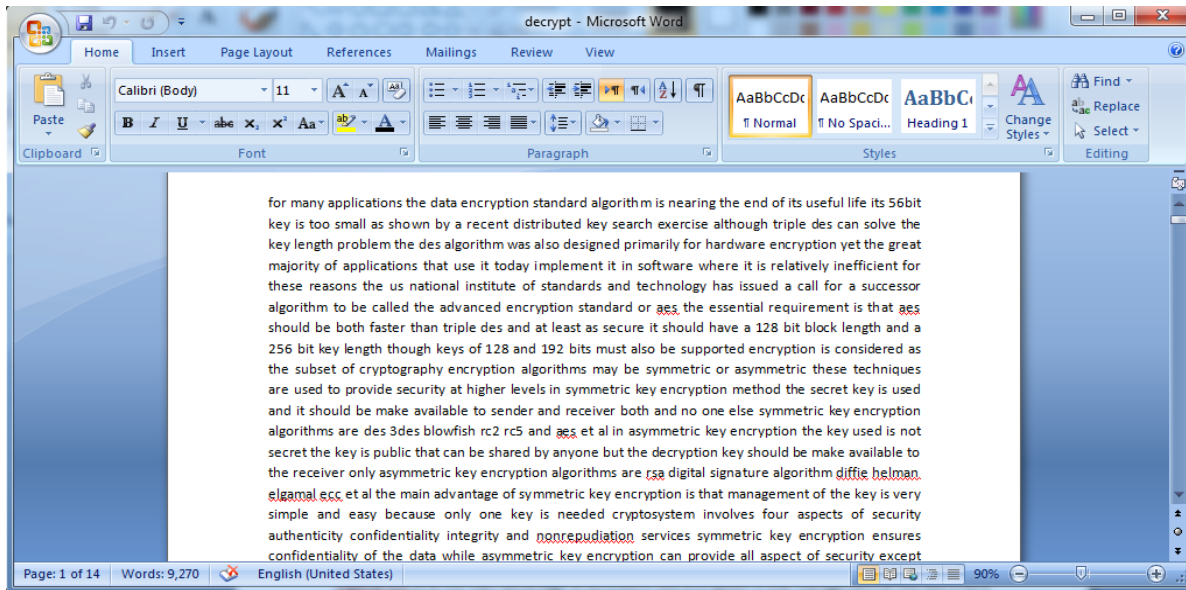 decrypt - Microsoft Word
Home Insert Page Layout References Mailings Review View
Paste
Calibri (Body) 11 A A Aa
B I U abc X₂ X² Aa ab A
AaBbCcDc AaBbCcDc AaBbC
¶ Normal ¶ No Spaci... Heading 1
Change
Styles
Find
Replace
Select
Clipboard Font Paragraph Styles Editing
for many applications the data encryption standard algorithm is nearing the end of its useful life its 56bit
key is too small as shown by a recent distributed key search exercise although triple des can solve the
key length problem the des algorithm was also designed primarily for hardware encryption yet the great
majority of applications that use it today implement it in software where it is relatively inefficient for
these reasons the us national institute of standards and technology has issued a call for a successor
algorithm to be called the advanced encryption standard or aes the essential requirement is that aes
should be both faster than triple des and at least as secure it should have a 128 bit block length and a
256 bit key length though keys of 128 and 192 bits must also be supported encryption is considered as
the subset of cryptography encryption algorithms may be symmetric or asymmetric these techniques
are used to provide security at higher levels in symmetric key encryption method the secret key is used
and it should be make available to sender and receiver both and no one else symmetric key encryption
algorithms are des 3des blowfish rc2 rc5 and aes et al in asymmetric key encryption the key used is not
secret the key is public that can be shared by anyone but the decryption key should be make available to
the receiver only asymmetric key encryption algorithms are rsa digital signature algorithm diffie helman
elgamal ecc et al the main advantage of symmetric key encryption is that management of the key is very
simple and easy because only one key is needed cryptosystem involves four aspects of security
authenticity confidentiality integrity and nonrepudiation services symmetric key encryption ensures
confidentiality of the data while asymmetric key encryption can provide all aspect of security except
Page: 1 of 14 Words: 9,270 English (United States) 90%